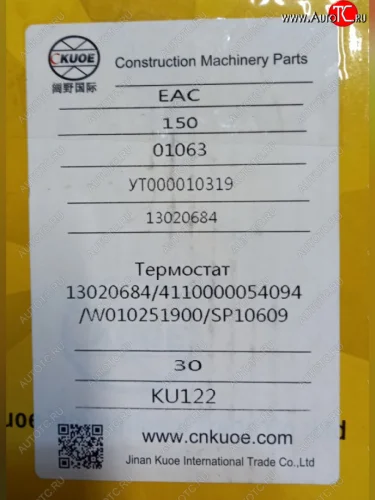 www.AutoTC.ru
CKUOE
阔野国际
Construction Machinery Parts
EAC
150
01063
УТ000010319
13020684
Термостат
13020684/4110000054094
/W010251900/SP10609
30
KU122
www.cnkuoe.com
Jinan Kuoe International Trade Co.,Ltd